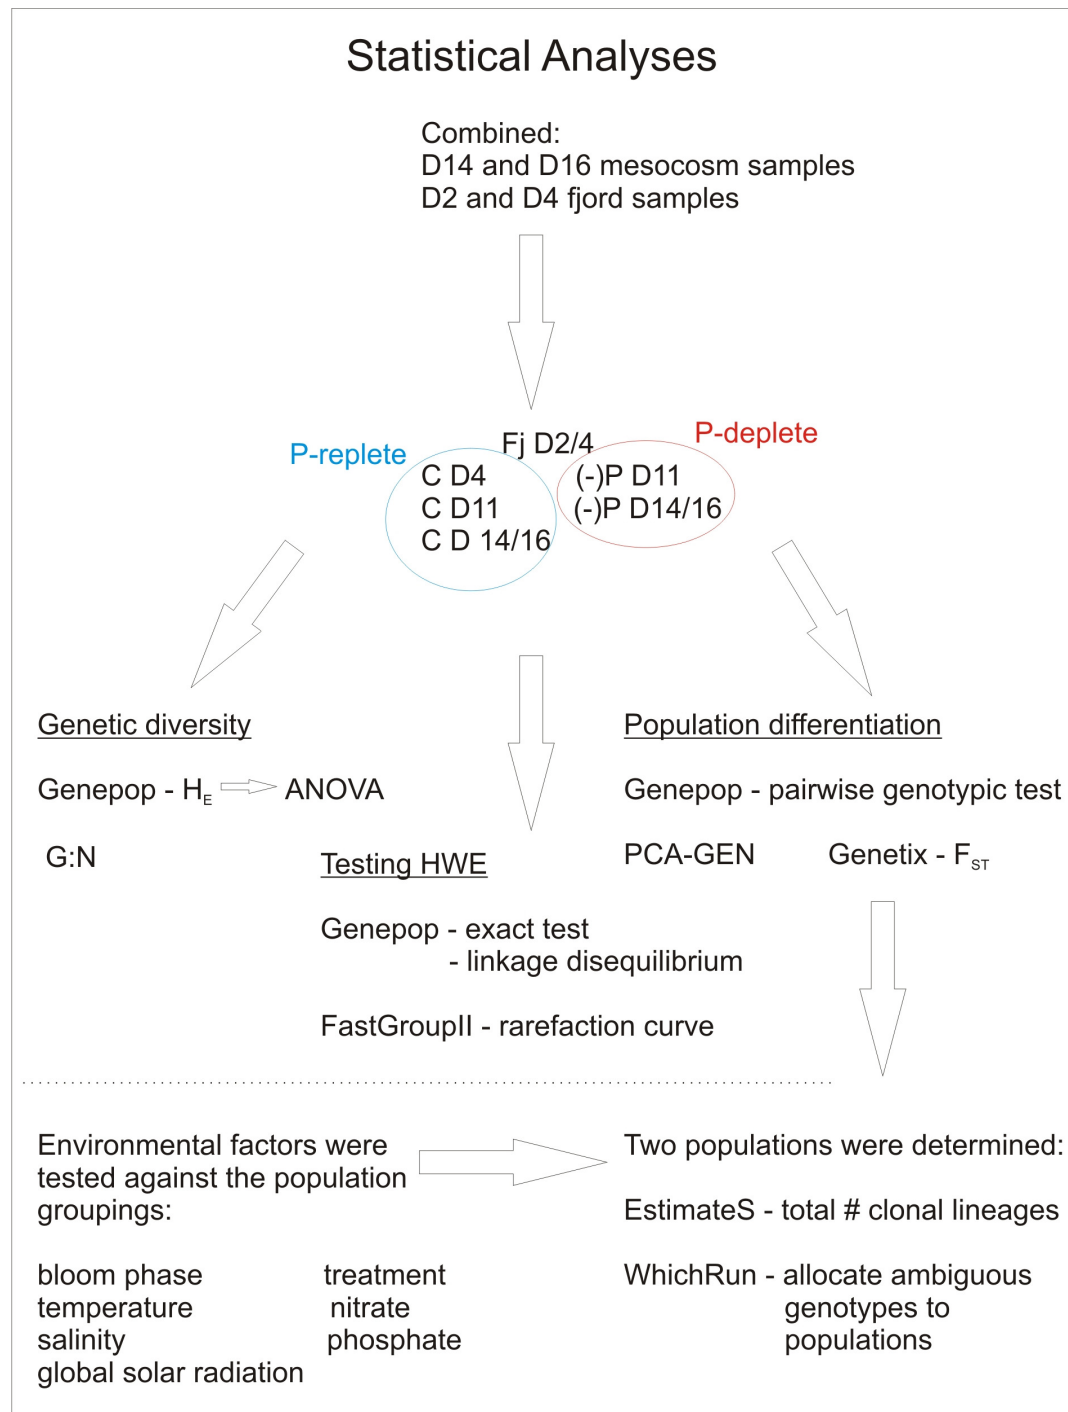 Statistical Analyses
Combined:
D14 and D16 mesocosm samples
D2 and D4 fjord samples
Fj D2/4
P-replete
P-deplete
C D4
C D11
C D 14/16
(-)P D11
(-)P D14/16
Genetic diversity
Genepop - HE ANOVA
G:N
Testing HWE
Genepop - exact test
- linkage disequilibrium
FastGroupII - rarefaction curve
Population differentiation
Genepop - pairwise genotypic test
PCA-GEN Genetix - FST
Environmental factors were
tested against the population
groupings:
bloom phase treatment
temperature nitrate
salinity phosphate
global solar radiation
Two populations were determined:
EstimateS - total # clonal lineages
WhichRun - allocate ambiguous
genotypes to
populations